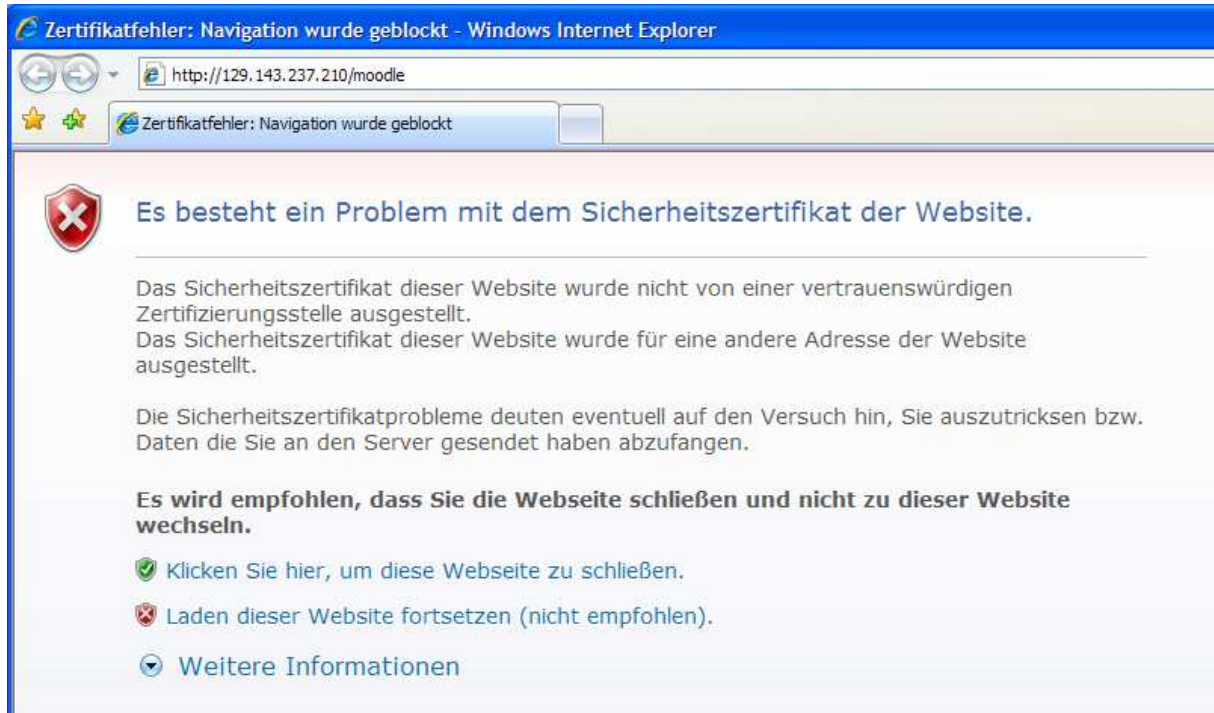 Zertifikatfehler: Navigation wurde geblockt - Windows Internet Explorer
http://129.143.237.210/moodle
Zertifikatfehler: Navigation wurde geblockt
Es besteht ein Problem mit dem Sicherheitszertifikat der Website.
Das Sicherheitszertifikat dieser Website wurde nicht von einer vertrauenswürdigen
Zertifizierungsstelle ausgestellt.
Das Sicherheitszertifikat dieser Website wurde für eine andere Adresse der Website
ausgestellt.
Die Sicherheitszertifikatprobleme deuten eventuell auf den Versuch hin, Sie auszutricksen bzw.
Daten die Sie an den Server gesendet haben abzufangen.
Es wird empfohlen, dass Sie die Webseite schließen und nicht zu dieser Website
wechseln.
Klicken Sie hier, um diese Webseite zu schließen.
Laden dieser Website fortsetzen (nicht empfohlen).
Weitere Informationen